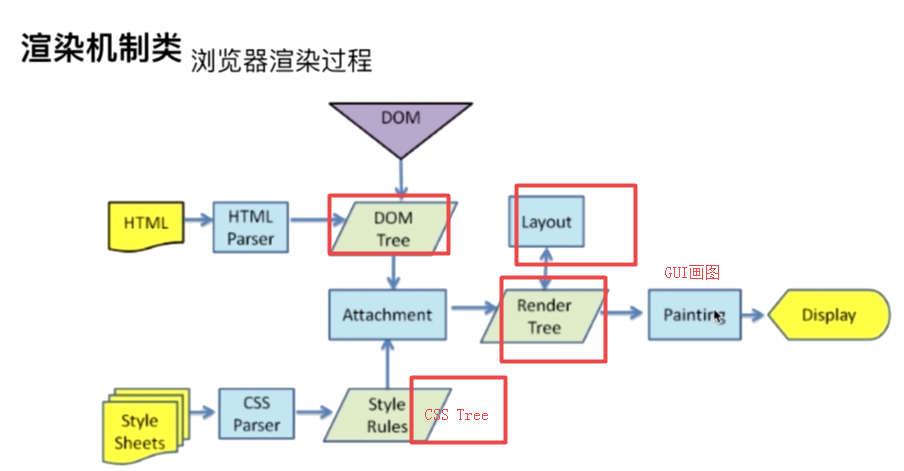 渲染机制类 浏览器渲染过程
DOM
HTML
HTML
Parser
DOM
Tree
Layout
GUI画图
Attachment
Render
Tree
Painting
Display
Style
Sheets
CSS
Parser
Style
Rules
CSS Tree